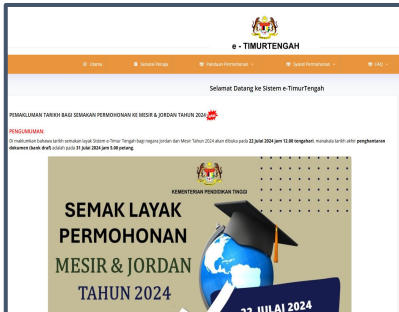 e - TIMURTENGAH
Utama
Senarai Penuja
Panduan Permohonan
Syarat Permohonan
FAQ
Selamat Datang ke Sistem e-TimurTengah
PEMAKLUMAN TARIKH BAGI SEMAKAN PERMOHONAN KE MESIR & JORDAN TAHUN 2024
PENGUMUMAN:
Di maklumkan bahawa tarikh semakan layak Sistem e-Timur Tengah bagi negara Jordan dan Mesir Tahun 2024 akan dibuka pada 22 Julai 2024 jam 12.00 tengahari, manakala tarikh akhir penghantaran
dokumen (bank draf) adalah pada 31 Julai 2024 jam 5.00 petang.
KEMENTERIAN PENDIDIKAN TINGGI
SEMAK LAYAK
PERMOHONAN
MESIR & JORDAN
TAHUN 2024
22 JULAI 2024